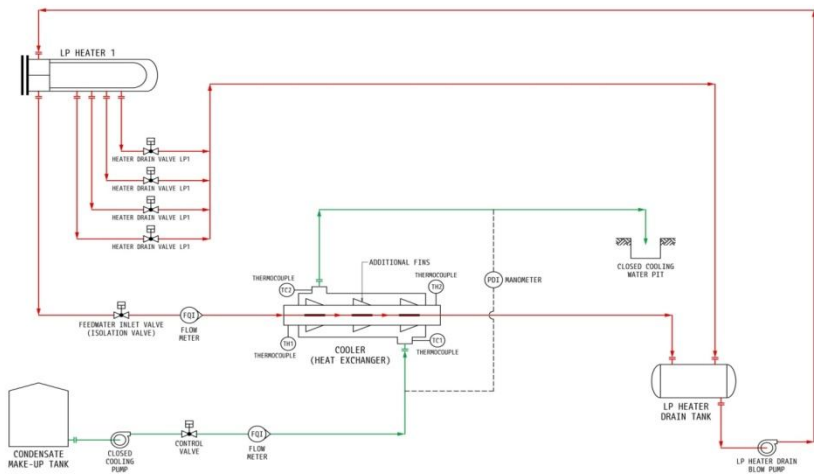 LP HEATER 1
HEATER DRAIN VALVE LP1
HEATER DRAIN VALVE LP1
HEATER DRAIN VALVE LP1
HEATER DRAIN VALVE LP1
ADDITIONAL FINS
THERMOCOUPLE
TC2
THERMOCOUPLE
TH2
PDI
MANOMETER
CLOSED COOLING
WATER PIT
FEEDWATER INLET VALVE
(ISOLATION VALVE)
FQI
FLOW
METER
TH1
THERMOCOUPLE
COOLER
(HEAT EXCHANGER)
TC1
THERMOCOUPLE
LP HEATER
DRAIN TANK
CONDENSATE
MAKE-UP TANK
CLOSED
COOLING
PUMP
CONTROL
VALVE
FQI
FLOW
METER
LP HEATER DRAIN
BLOW PUMP